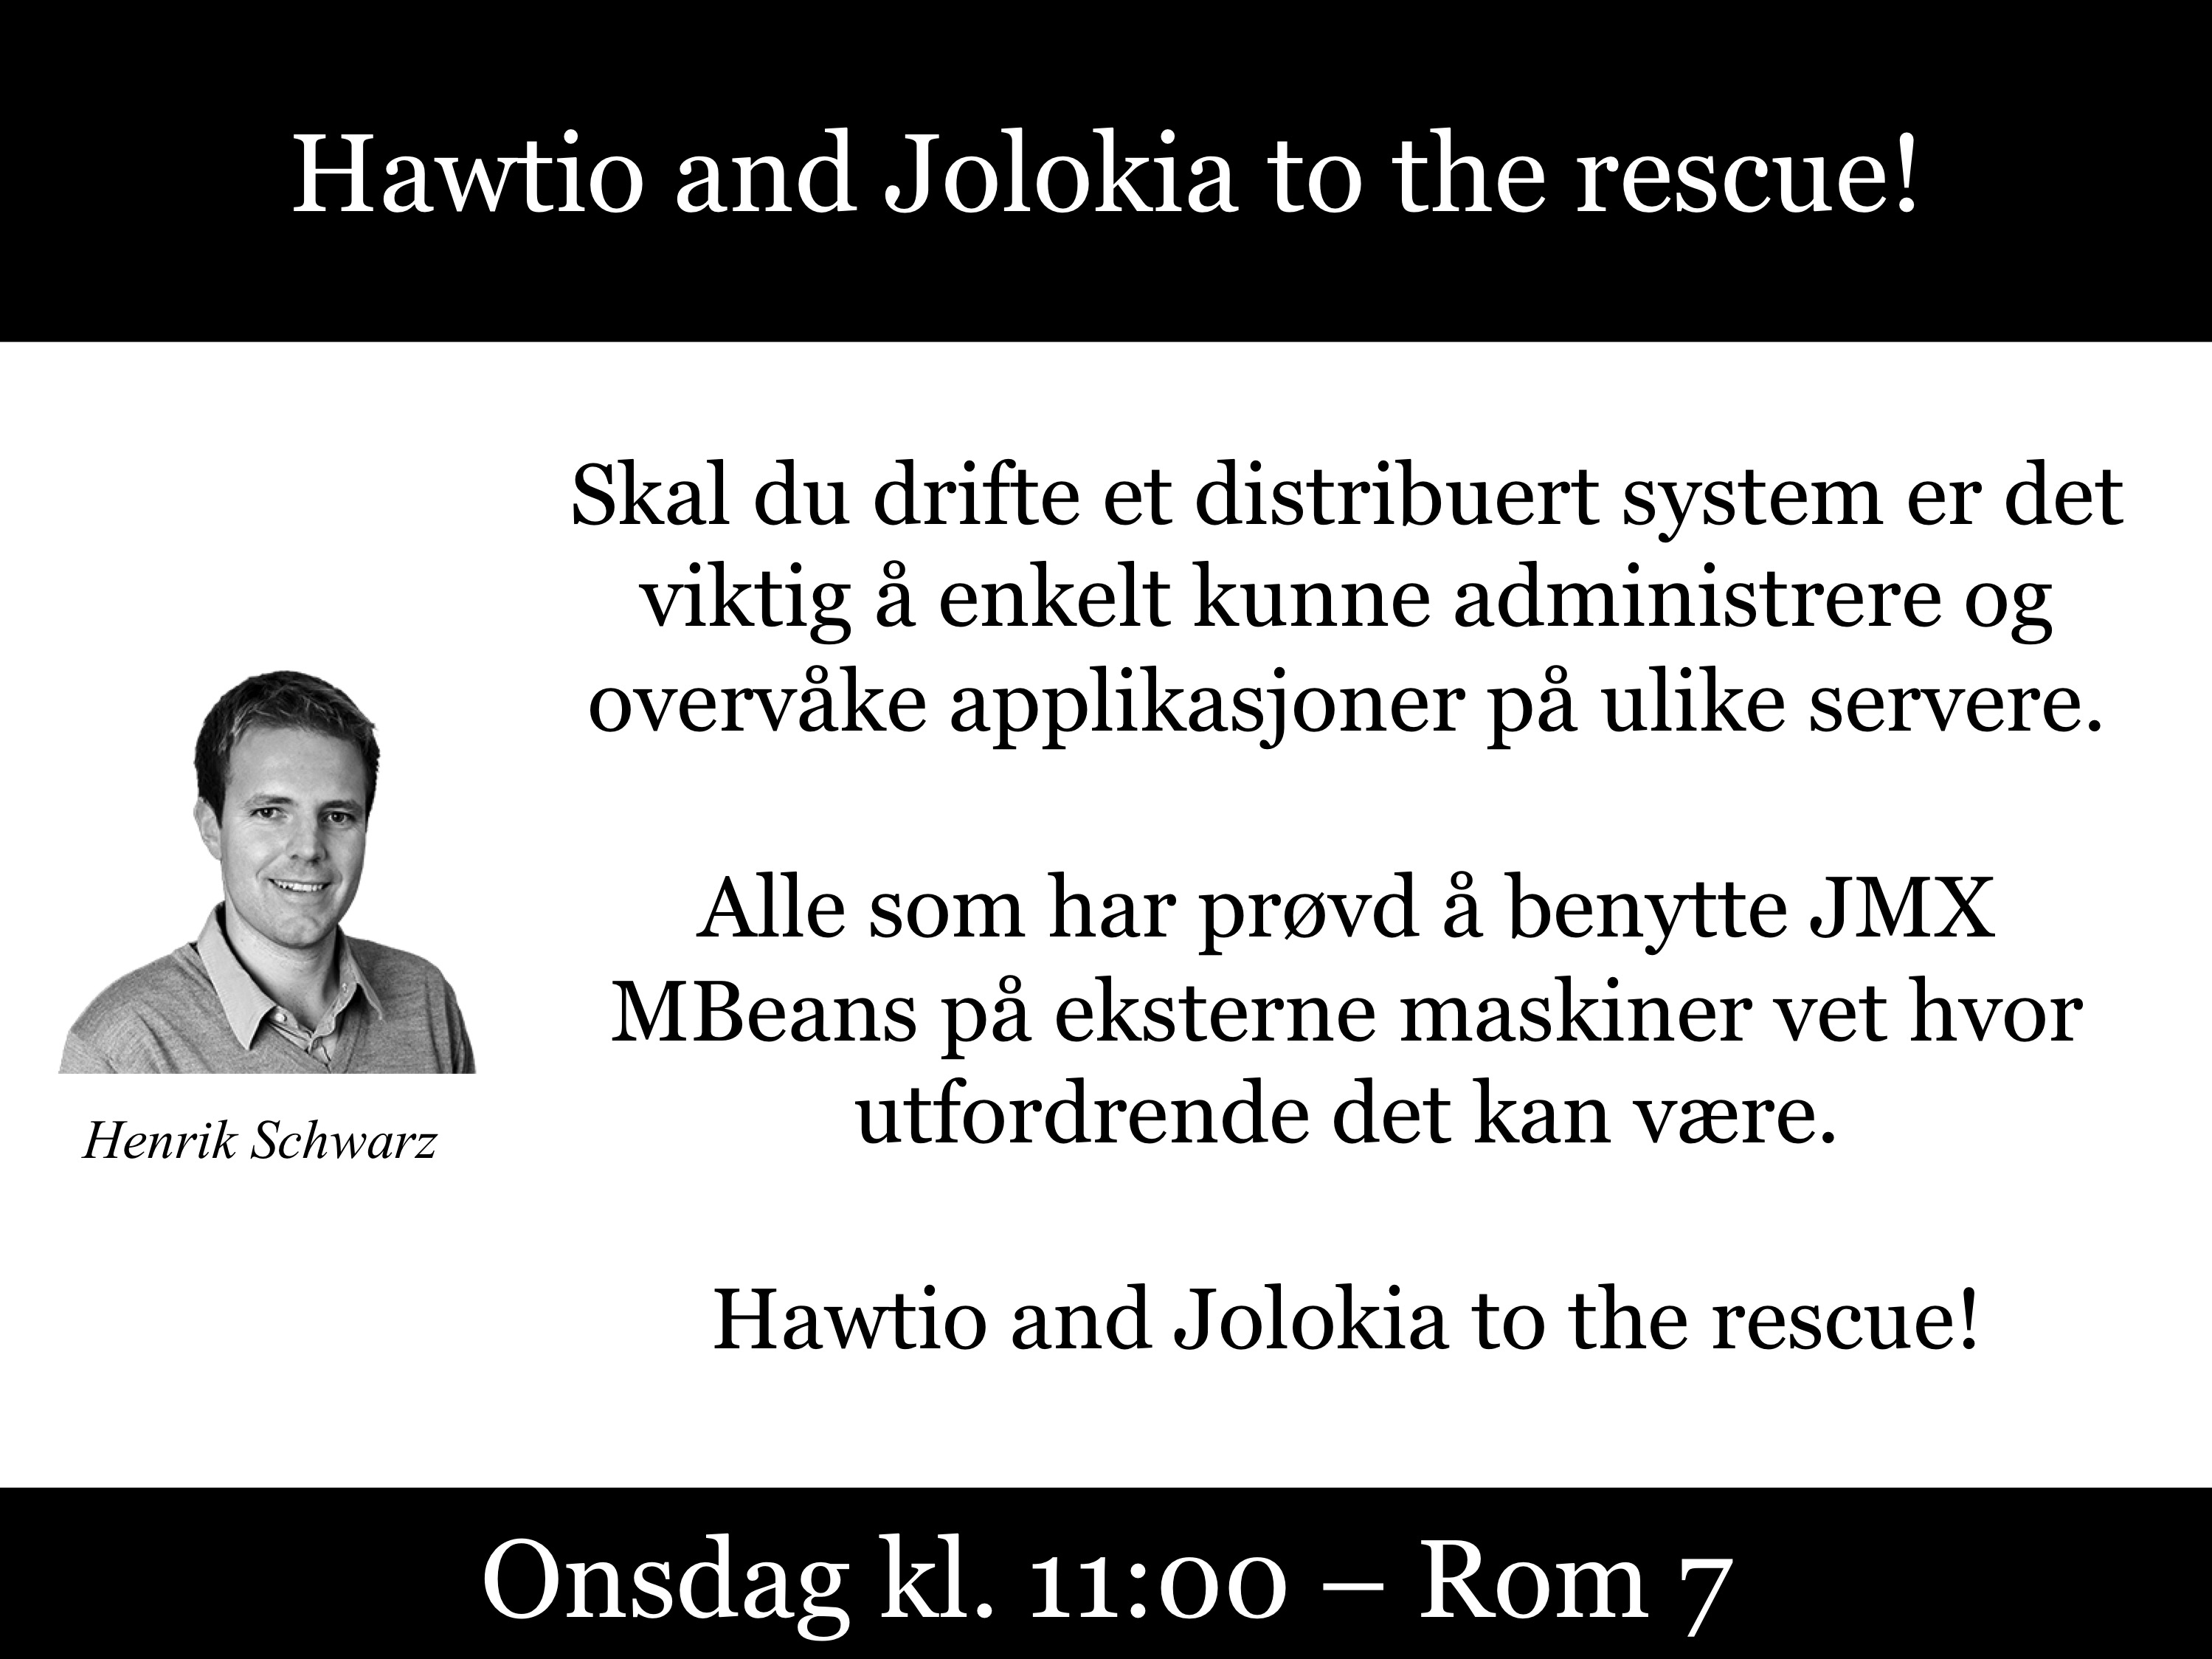 Hawtio and Jolokia to the rescue!
Skal du drifte et distribuert system er det
viktig å enkelt kunne administrere og
overvåke applikasjoner på ulike servere.
Alle som har prøvd å benytte JMX
MBeans på eksterne maskiner vet hvor
utfordrende det kan være.
Hawtio and Jolokia to the rescue!
Henrik Schwarz
Onsdag kl. 11:00 – Rom 7